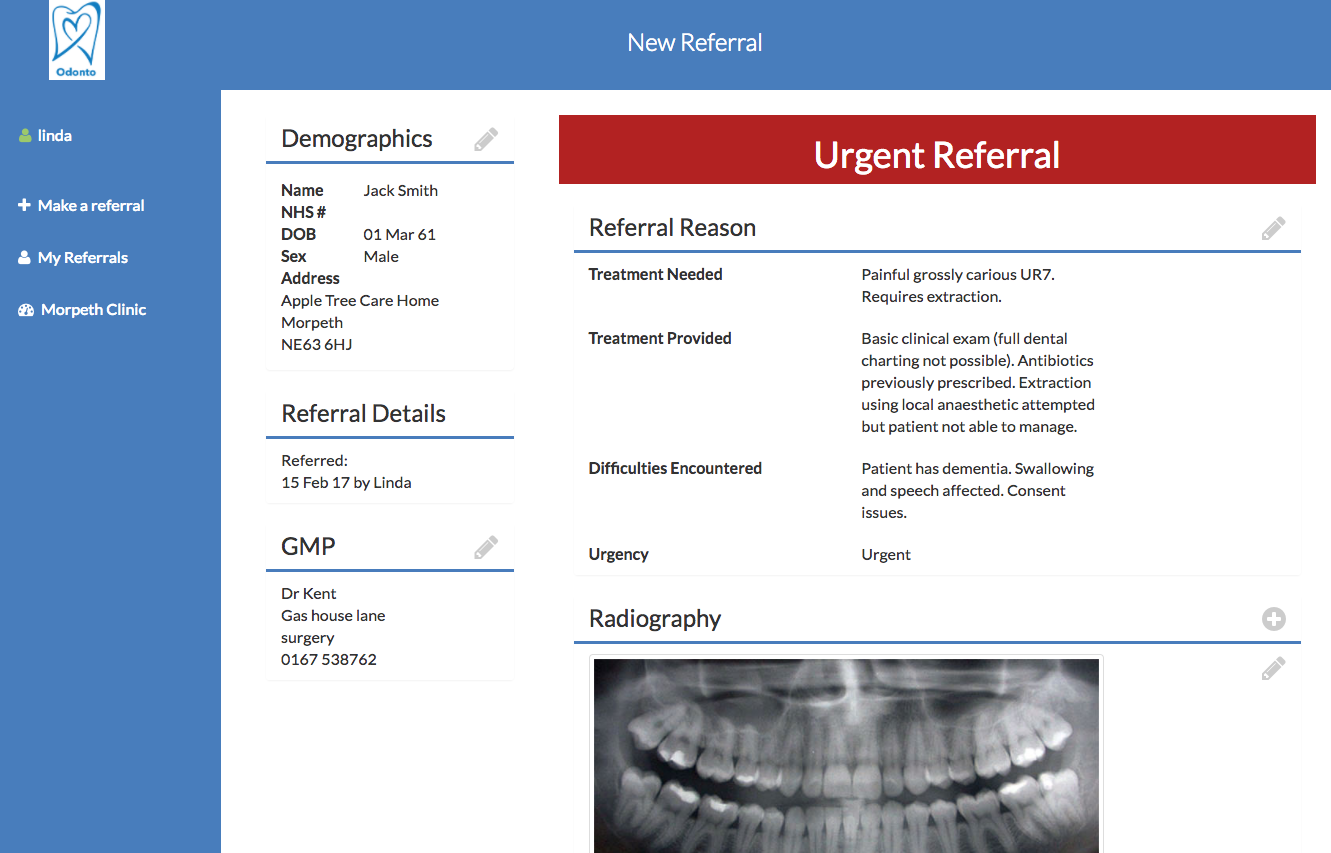 Odonto
New Referral
linda
Make a referral
My Referrals
Morpeth Clinic
Demographics
Name Jack Smith
NHS #
DOB 01 Mar 61
Sex Male
Address
Apple Tree Care Home
Morpeth
NE63 6HJ
Referral Details
Referred:
15 Feb 17 by Linda
GMP
Dr Kent
Gas house lane
surgery
0167 538762
Urgent Referral
Referral Reason
Treatment Needed Painful grossly carious UR7.
Requires extraction.
Treatment Provided Basic clinical exam (full dental
charting not possible). Antibiotics
previously prescribed. Extraction
using local anaesthetic attempted
but patient not able to manage.
Difficulties Encountered Patient has dementia. Swallowing
and speech affected. Consent
issues.
Urgency Urgent
Radiography